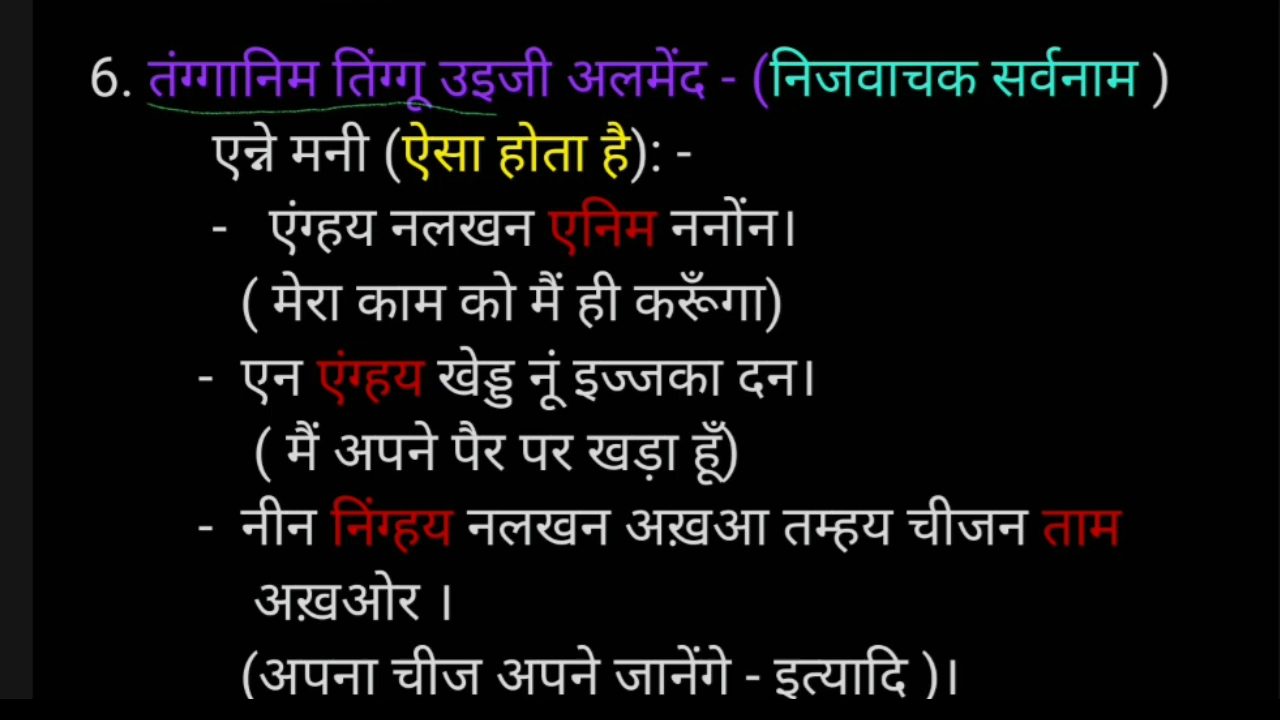 6. तंग्गानिम तिंग्गू उइजी अलमेंद - (निजवाचक सर्वनाम )
एन्ने मनी (ऐसा होता है): -
- एंग्हय नलखन एनिम ननोंन।
( मेरा काम को मैं ही करूँगा)
- एन एंग्हय खेड्ड नूं इज्जका दन।
( मैं अपने पैर पर खड़ा हूँ)
- नीन निंग्हय नलखन अख़आ तम्हय चीजन ताम
अख़ओर ।
(अपना चीज अपने जानेंगे - इत्यादि )।